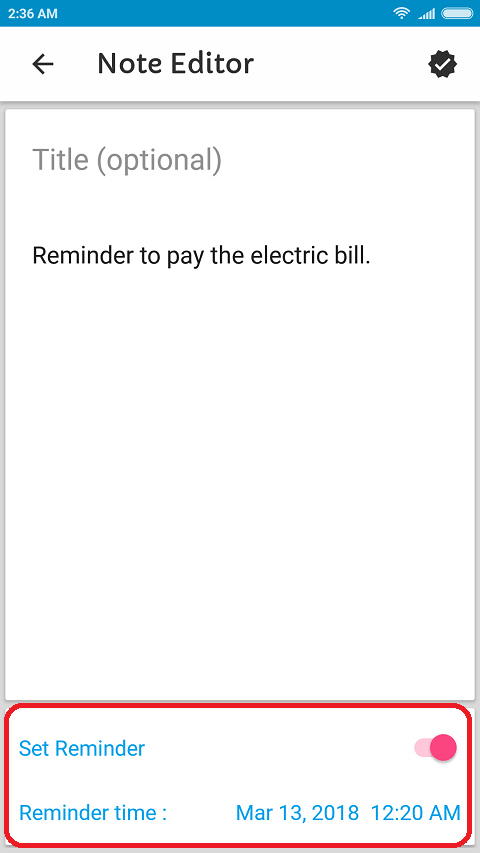 2:36 AM
Note Editor
Title (optional)
Reminder to pay the electric bill.
Set Reminder
Reminder time : Mar 13, 2018 12:20 AM